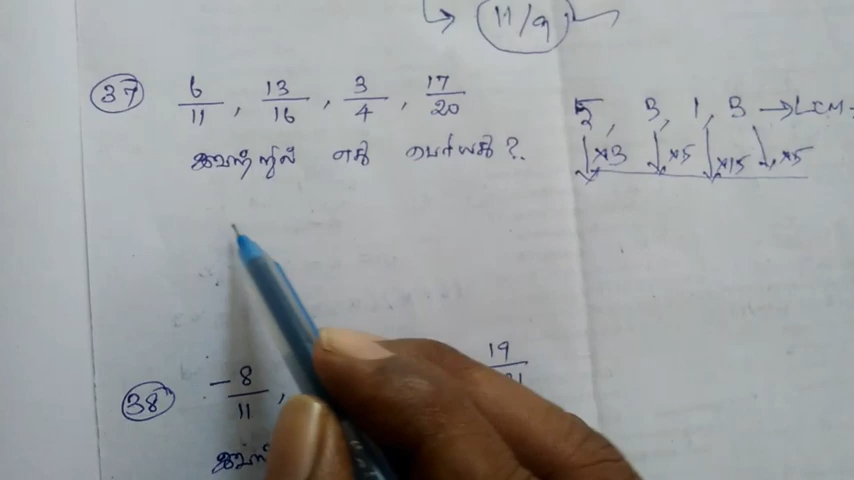 11/9
37 6/11, 13/16, 3/4, 17/20
இவற்றில் எது பெரியது?
5, 3, 1, 3 → LCM
×3 ×5 ×15 ×5
38 -8/11, 19